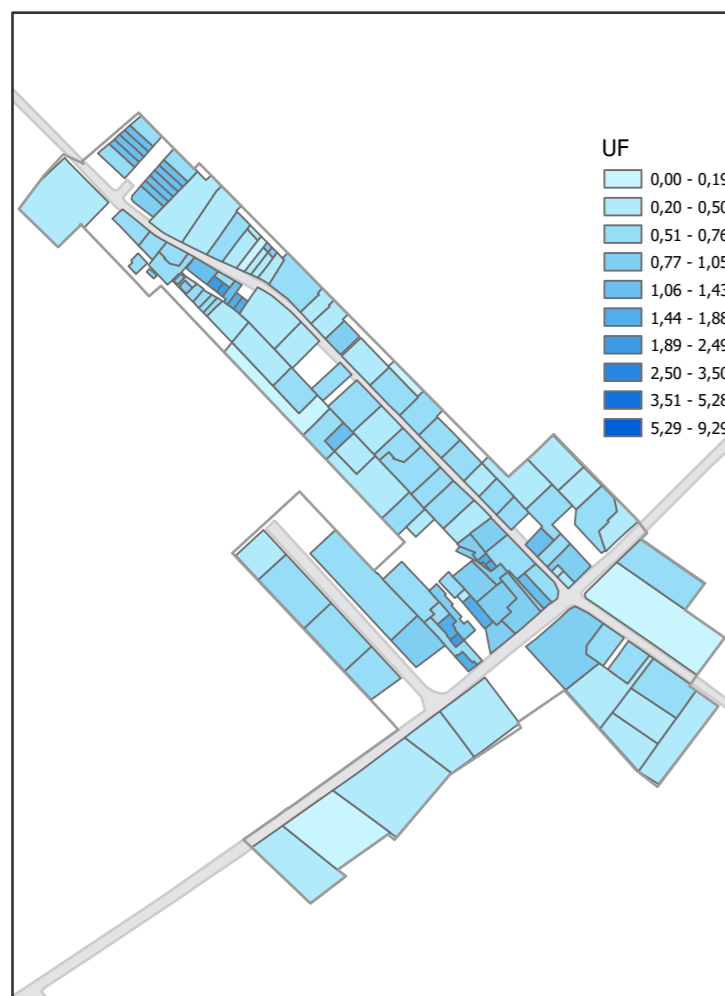 UF
0,00 - 0,19
0,20 - 0,50
0,51 - 0,76
0,77 - 1,05
1,06 - 1,43
1,44 - 1,88
1,89 - 2,49
2,50 - 3,50
3,51 - 5,28
5,29 - 9,29